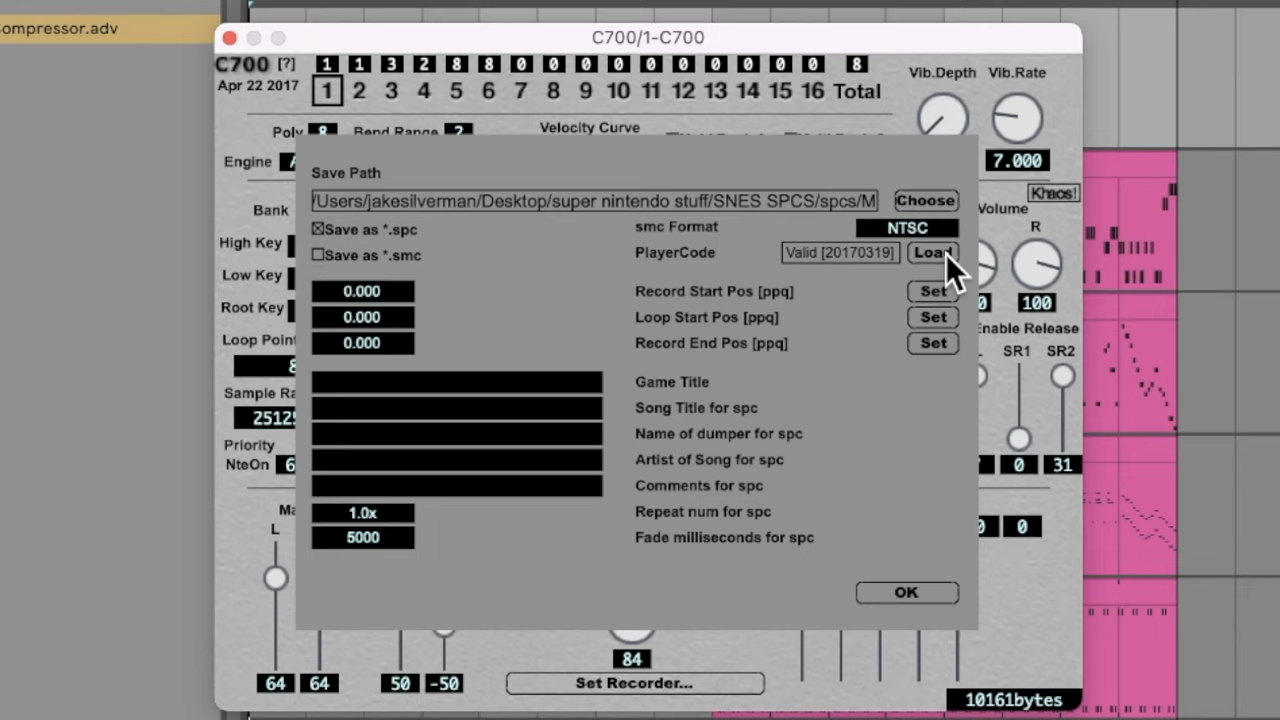 ompressor.adv
C700/1-C700
C700 [?] 1 1 3 2 8 8 0 0 0 0 0 0 0 0 0 0 8
Apr 22 2017 1 2 3 4 5 6 7 8 9 10 11 12 13 14 15 16 Total
Vib.Depth Vib.Rate
Poly 8 Bend Range 2 Velocity Curve
Engine 7.000
Save Path
/Users/jakesilverman/Desktop/super nintendo stuff/SNES SPCS/spcs/M Choose
Khaos!
Bank Volume
Save as *.spc smc Format NTSC R
High Key Save as *.smc PlayerCode Valid [20170319] Load
Low Key
0.000 Record Start Pos [ppq] Set
Root Key 100
0.000 Loop Start Pos [ppq] Set
Enable Release
Loop Point 0.000 Record End Pos [ppq] Set SR1 SR2
8
Game Title
Sample Ra
Song Title for spc
25125
Name of dumper for spc
Priority
Artist of Song for spc
NteOn 6 0 31
Comments for spc
1.0x Repeat num for spc
L 0
5000 Fade milliseconds for spc
OK
84
64 64 50 -50 Set Recorder...
10161bytes